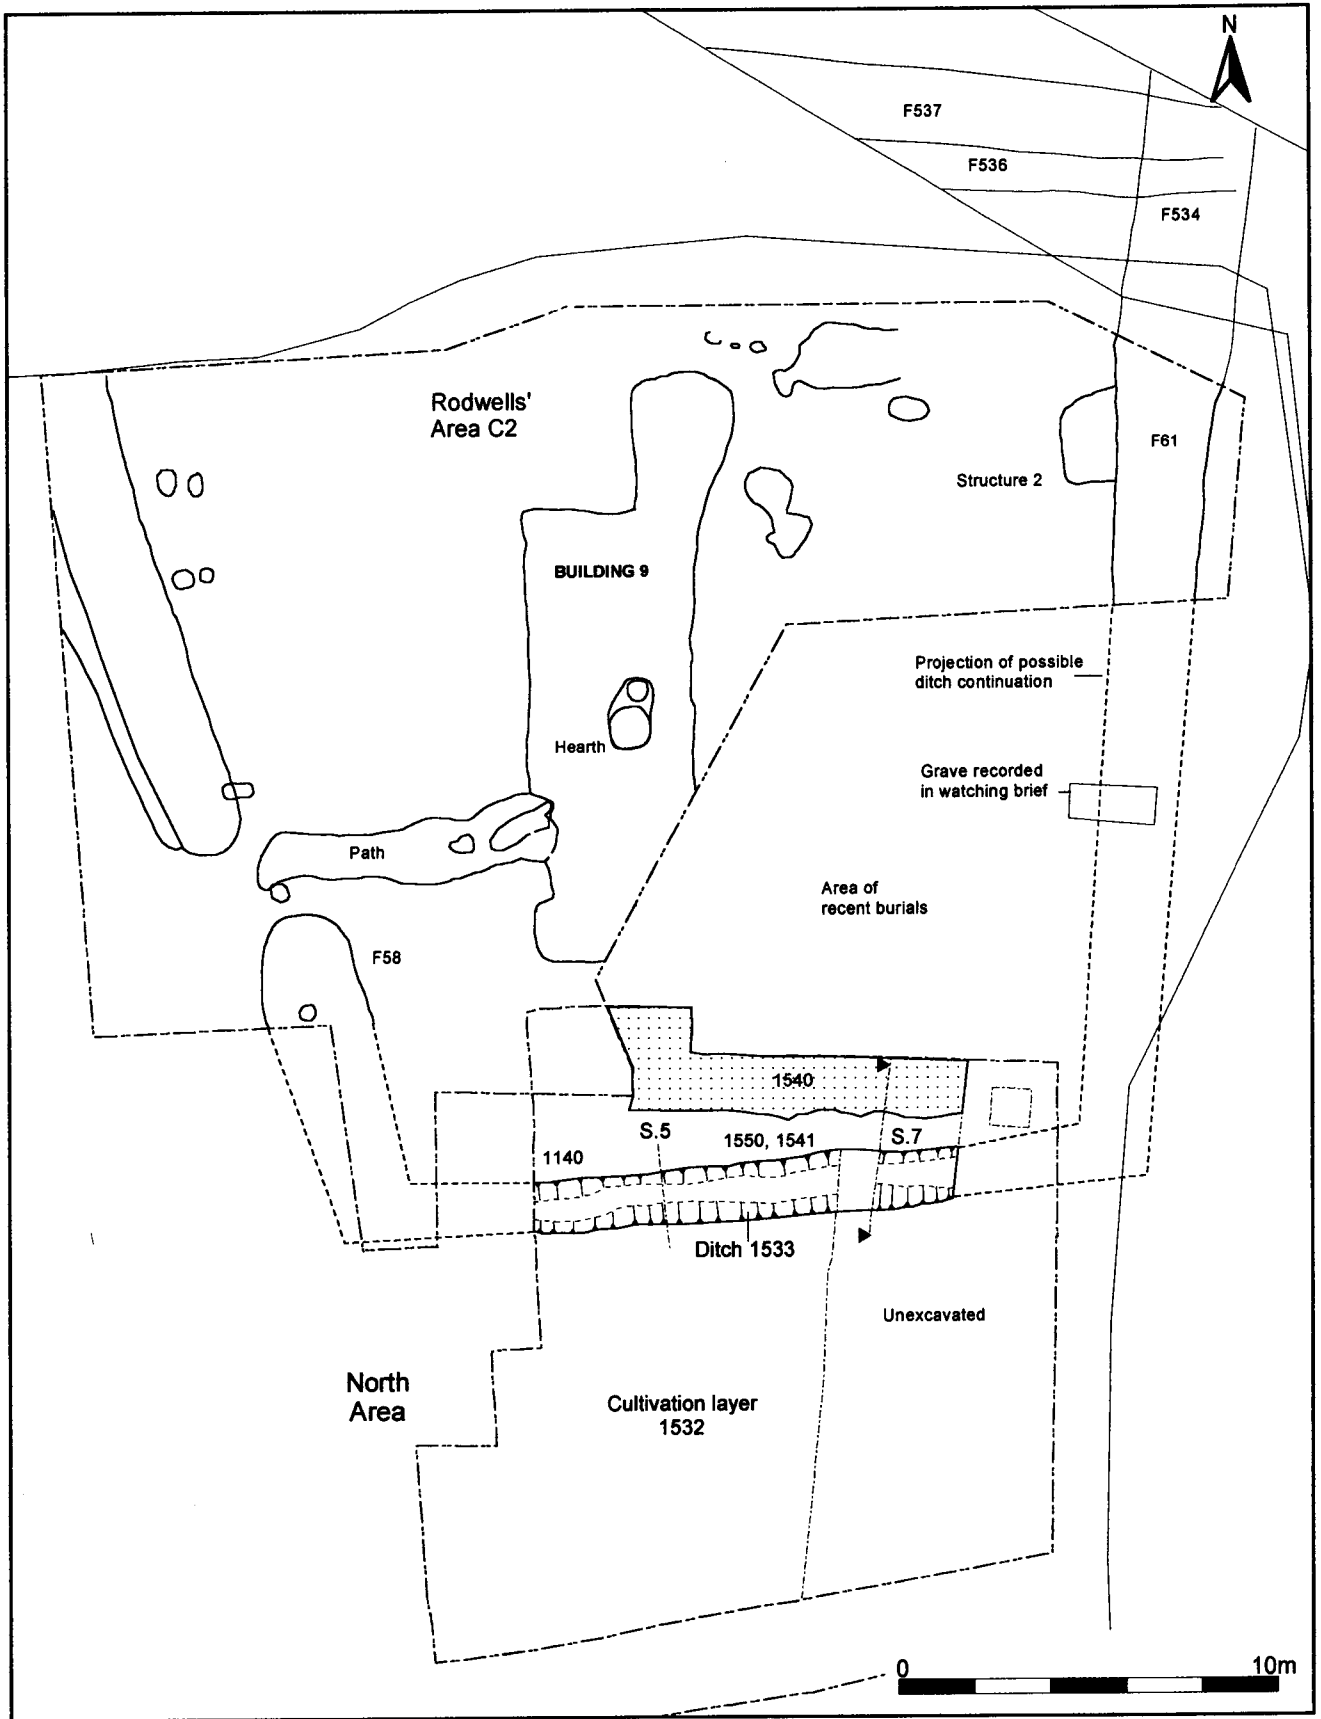 N
F537
F536
F534
Rodwells'
Area C2
F61
Structure 2
BUILDING 9
Projection of possible
ditch continuation
Hearth
Grave recorded
in watching brief
Path
Area of
recent burials
F58
1540
S.5
1550, 1541
S.7
1140
Ditch 1533
Unexcavated
North
Area
Cultivation layer
1532
0
10m